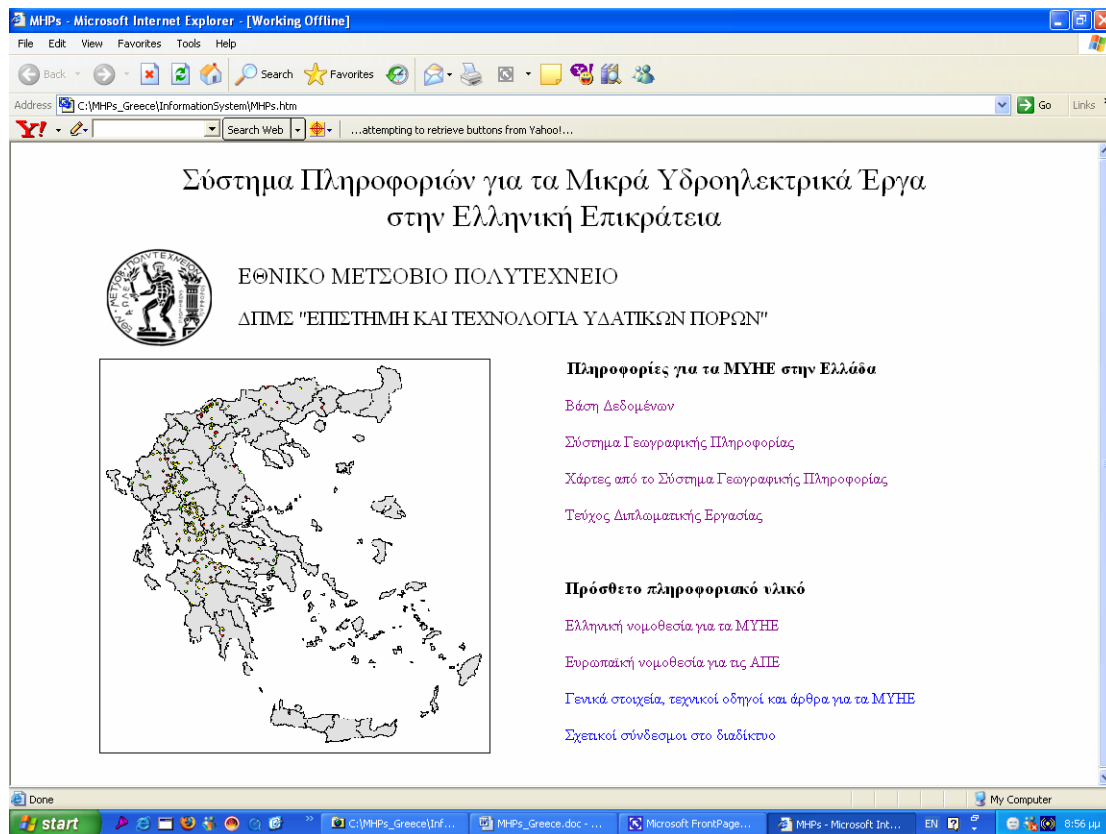 MHPs - Microsoft Internet Explorer - [Working Offline]
File Edit View Favorites Tools Help
Back Search Favorites
Address C:\MHPs_Greece\InformationSystem\MHPs.htm Go Links
Y! Search Web ...attempting to retrieve buttons from Yahoo!...
Σύστημα Πληροφοριών για τα Μικρά Υδροηλεκτρικά Έργα
στην Ελληνική Επικράτεια
ΕΘΝΙΚΟ ΜΕΤΣΟΒΙΟ ΠΟΛΥΤΕΧΝΕΙΟ
ΔΠΜΣ "ΕΠΙΣΤΗΜΗ ΚΑΙ ΤΕΧΝΟΛΟΓΙΑ ΥΔΑΤΙΚΩΝ ΠΟΡΩΝ"
Πληροφορίες για τα ΜΥΗΕ στην Ελλάδα
Βάση Δεδομένων
Σύστημα Γεωγραφικής Πληροφορίας
Χάρτες από το Σύστημα Γεωγραφικής Πληροφορίας
Τεύχος Διπλωματικής Εργασίας
Πρόσθετο πληροφοριακό υλικό
Ελληνική νομοθεσία για τα ΜΥΗΕ
Ευρωπαϊκή νομοθεσία για τις ΑΠΕ
Γενικά στοιχεία, τεχνικοί οδηγοί και άρθρα για τα ΜΥΗΕ
Σχετικοί σύνδεσμοι στο διαδίκτυο
Done My Computer
start C:\MHPs_Greece\Inf... MHPs_Greece.doc - ... Microsoft FrontPage... MHPs - Microsoft Int... EN 8:56 μμ